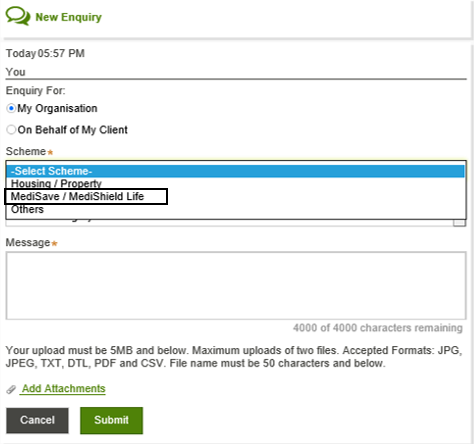 New Enquiry
Today 05:57 PM
You
Enquiry For:
My Organisation
On Behalf of My Client
Scheme*
-Select Scheme-
Housing / Property
MediSave / MediShield Life
Others
Message*
4000 of 4000 characters remaining
Your upload must be 5MB and below. Maximum uploads of two files. Accepted Formats: JPG,
JPEG, TXT, DTL, PDF and CSV. File name must be 50 characters and below.
Add Attachments
Cancel Submit